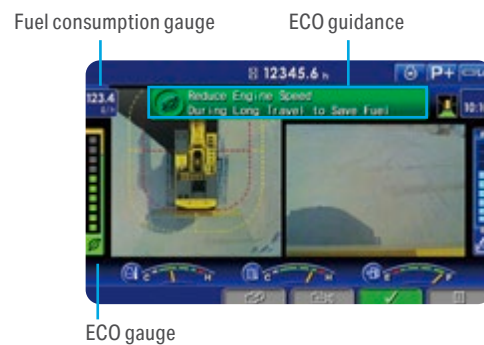 Fuel consumption gauge
ECO guidance
12345.6 h
P+
123.4
Reduce Engine Speed
During Long Travel to Save Fuel
C H
C H
E F
ECO gauge